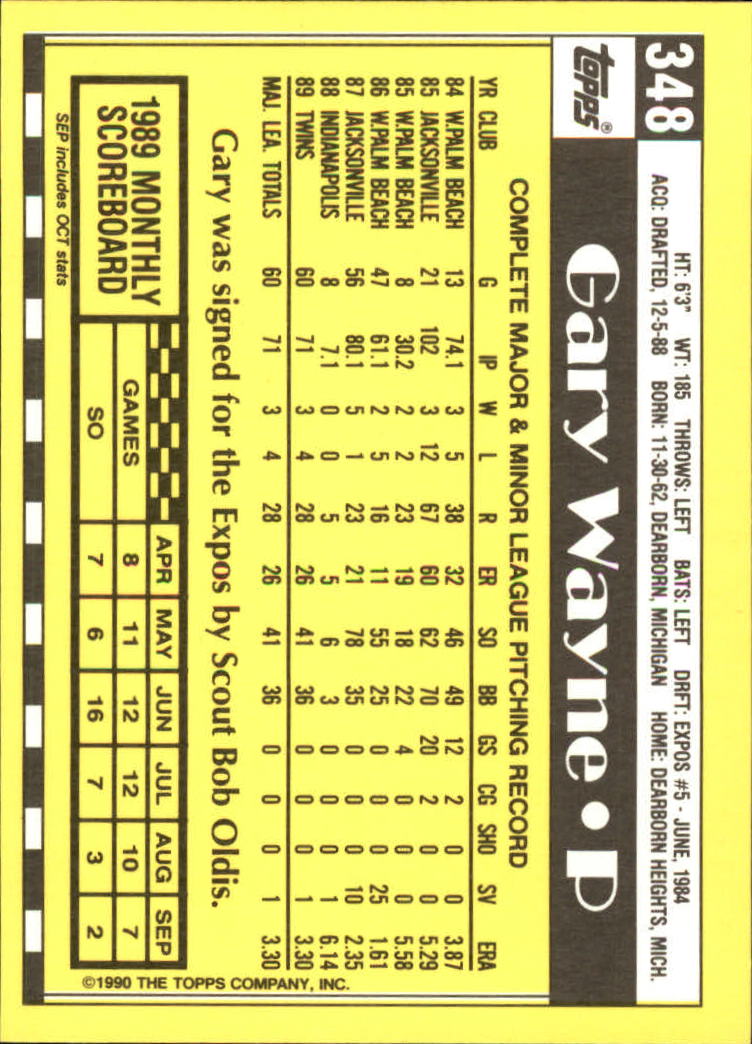 348
topps®
HT: 6'3" WT: 185 THROWS: LEFT BATS: LEFT DRFT: EXPOS #5 - JUNE, 1984
ACQ: DRAFTED, 12-5-88 BORN: 11-30-62, DEARBORN, MICHIGAN HOME: DEARBORN HEIGHTS, MICH.
Gary Wayne • P
COMPLETE MAJOR & MINOR LEAGUE PITCHING RECORD
YR CLUB G IP W L R ER SO BB GS CG SHO SV ERA
84 W.PALM BEACH 13 74.1 3 5 38 32 46 49 12 2 0 0 3.87
85 JACKSONVILLE 21 102 3 12 67 60 62 70 20 2 0 0 5.29
85 W.PALM BEACH 8 30.2 2 2 23 19 18 22 4 0 0 0 5.58
86 W.PALM BEACH 47 61.1 2 5 16 11 55 25 0 0 0 25 1.61
87 JACKSONVILLE 56 80.1 5 1 23 21 78 35 0 0 0 10 2.35
88 INDIANAPOLIS 8 7.1 0 0 5 5 6 3 0 0 0 1 6.14
89 TWINS 60 71 3 4 28 26 41 36 0 0 0 1 3.30
MAJ. LEA. TOTALS 60 71 3 4 28 26 41 36 0 0 0 1 3.30
Gary was signed for the Expos by Scout Bob Oldis.
1989 MONTHLY
SCOREBOARD
APR MAY JUN JUL AUG SEP
GAMES 8 11 12 12 10 7
SO 7 6 16 7 3 2
SEP includes OCT stats
©1990 THE TOPPS COMPANY, INC.